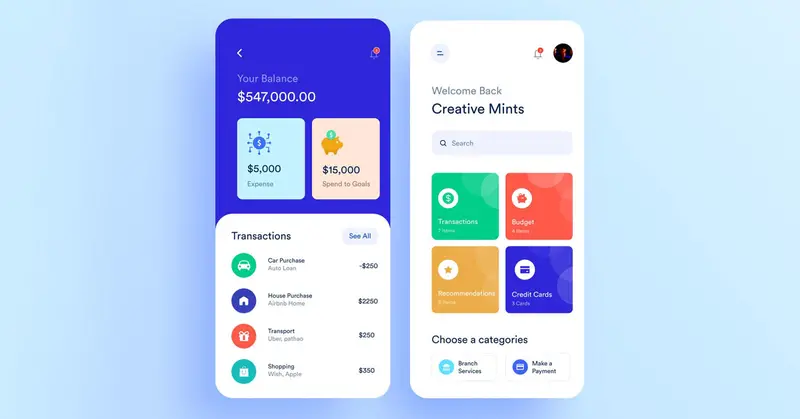 Your Balance
$547,000.00
$5,000
Expense
$15,000
Spend to Goals
Transactions
See All
Car Purchase
Auto Loan
-$250
House Purchase
Airbnb Home
$2250
Transport
Uber, pathao
$250
Shopping
Wish, Apple
$350
Welcome Back
Creative Mints
Search
Transactions
7 Items
Budget
4 Items
Recommendations
Items
Credit Cards
3 Cards
Choose a categories
Branch
Services
Make a
Payment